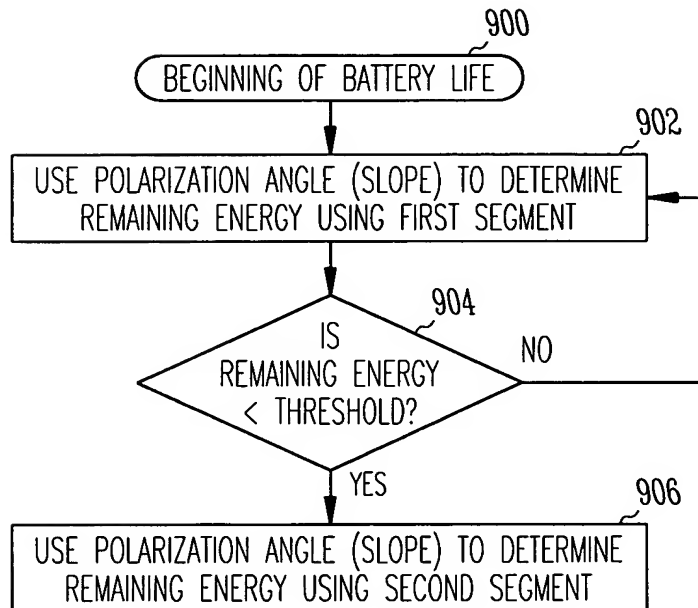 900
BEGINNING OF BATTERY LIFE
902
USE POLARIZATION ANGLE (SLOPE) TO DETERMINE
REMAINING ENERGY USING FIRST SEGMENT
904
IS
REMAINING ENERGY
< THRESHOLD?
NO
YES
906
USE POLARIZATION ANGLE (SLOPE) TO DETERMINE
REMAINING ENERGY USING SECOND SEGMENT